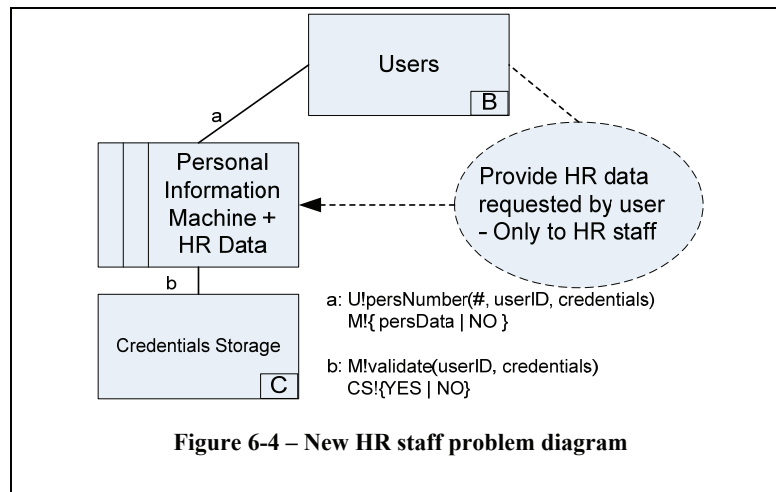 Users
B
a
Personal
Information
Machine +
HR Data
Provide HR data
requested by user
- Only to HR staff
b
Credentials Storage
C
a: U!persNumber(#, userID, credentials)
M!{ persData | NO }
b: M!validate(userID, credentials)
CS!{YES | NO}
Figure 6-4 – New HR staff problem diagram